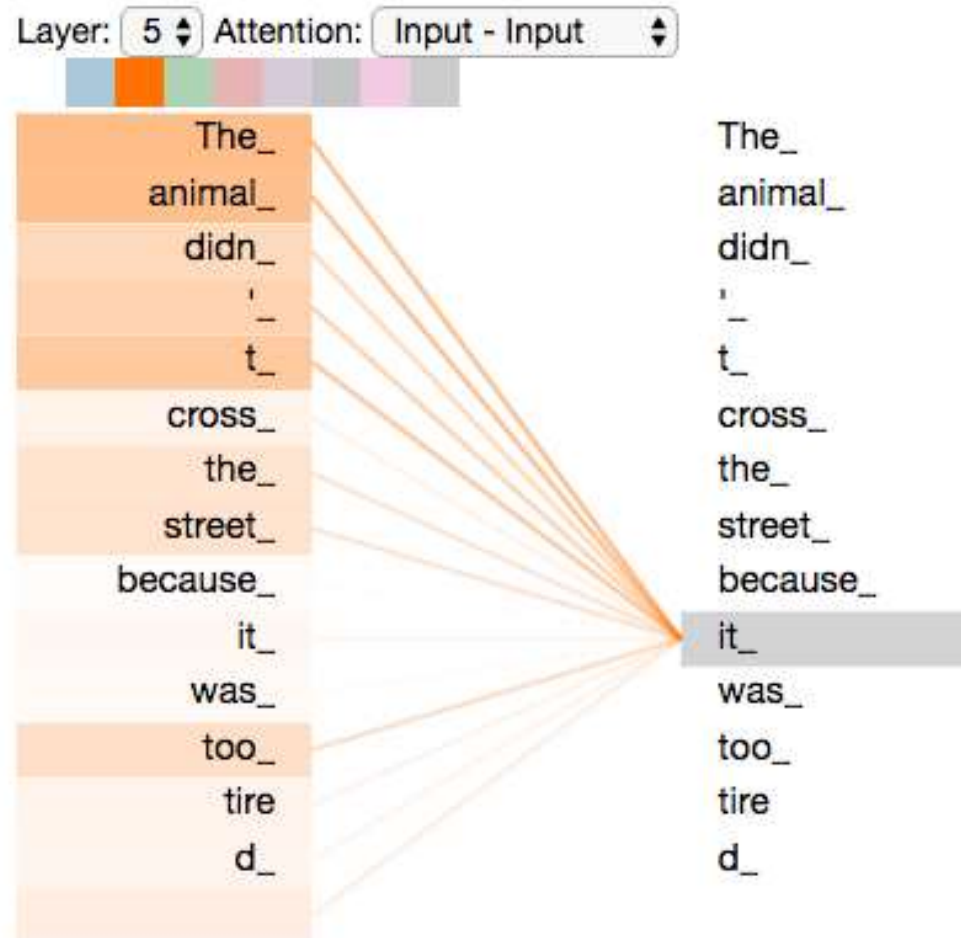 Layer: 5 Attention: Input - Input
The_ The_
animal_ animal_
didn_ didn_
'_ '_
t_ t_
cross_ cross_
the_ the_
street_ street_
because_ because_
it_ it_
was_ was_
too_ too_
tire tire
d_ d_